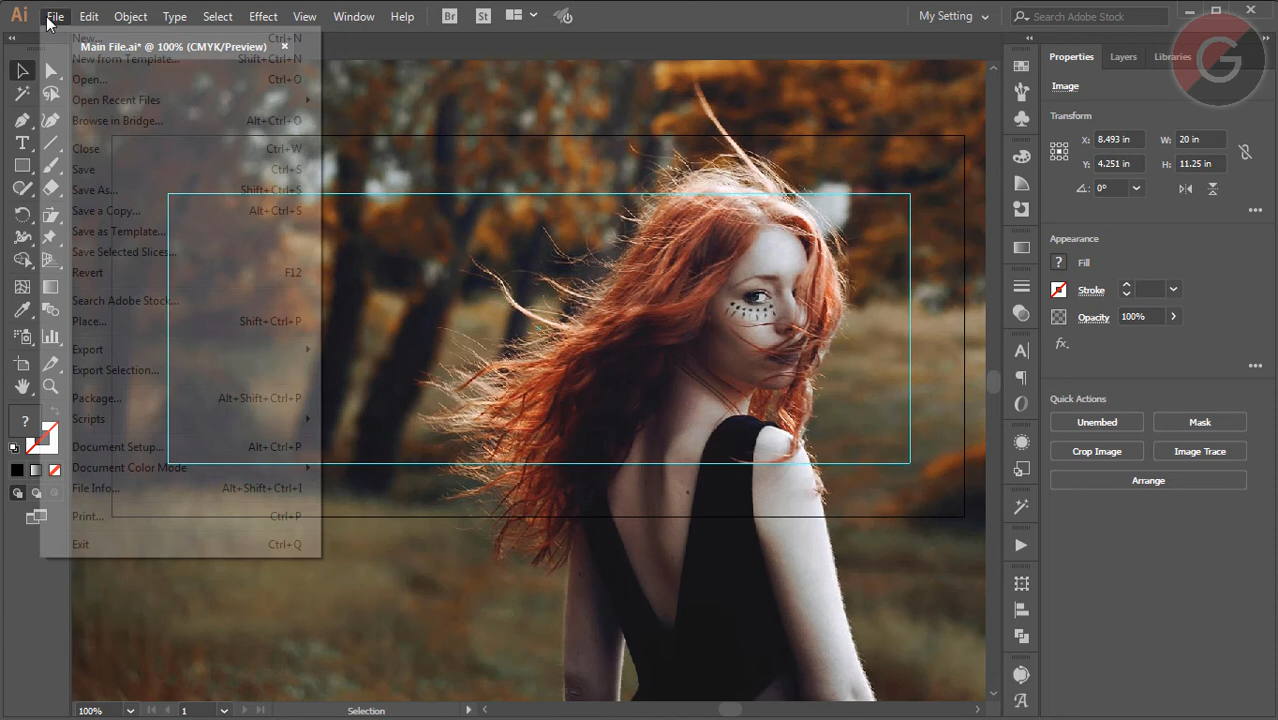 Ai File Edit Object Type Select Effect View Window Help Br St My Setting Search Adobe Stock
Main File.ai* @ 100% (CMYK/Preview) ×
New... Ctrl+N
New from Template... Shift+Ctrl+N
Open... Ctrl+O
Open Recent Files
Browse in Bridge... Alt+Ctrl+O
Close Ctrl+W
Save Ctrl+S
Save As... Shift+Ctrl+S
Save a Copy... Alt+Ctrl+S
Save as Template...
Save Selected Slices...
Revert F12
Search Adobe Stock...
Place... Shift+Ctrl+P
Export
Export Selection...
Package... Alt+Shift+Ctrl+P
Scripts
Document Setup... Alt+Ctrl+P
Document Color Mode
File Info... Alt+Shift+Ctrl+I
Print... Ctrl+P
Exit Ctrl+Q
?
Properties Layers Libraries
G
Image
Transform
X: 8.493 in W: 20 in
Y: 4.251 in H: 11.25 in
0°
Appearance
? Fill
Stroke
Opacity 100%
fx.
Quick Actions
Unembed Mask
Crop Image Image Trace
Arrange
100% 1 Selection